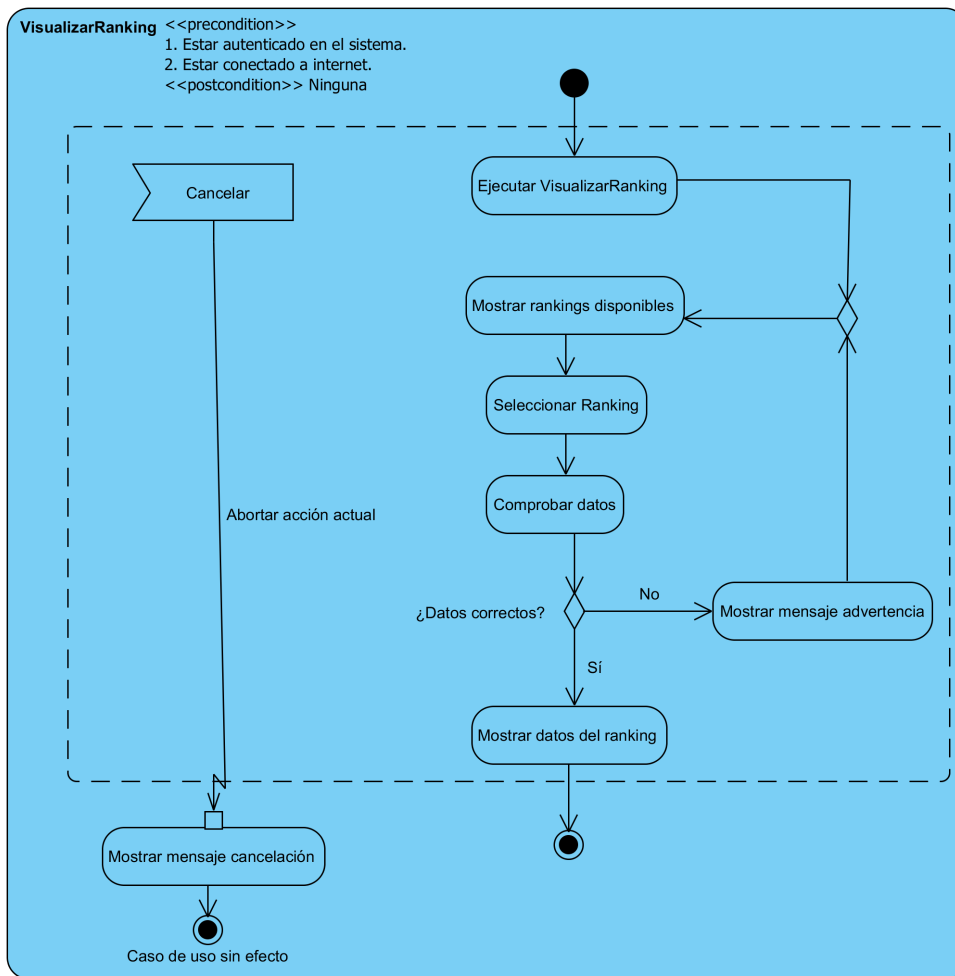 VisualizarRanking
<<precondition>>
1. Estar autenticado en el sistema.
2. Estar conectado a internet.
<<postcondition>> Ninguna
Cancelar
Ejecutar VisualizarRanking
Mostrar rankings disponibles
Seleccionar Ranking
Comprobar datos
Abortar acción actual
¿Datos correctos?
No
Mostrar mensaje advertencia
Sí
Mostrar datos del ranking
Mostrar mensaje cancelación
Caso de uso sin efecto